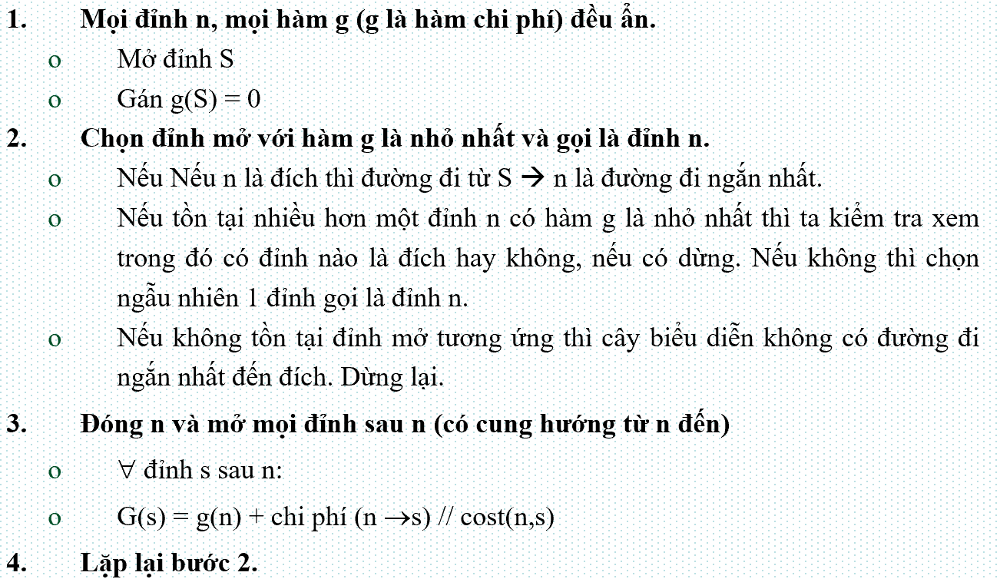 1. Mọi đỉnh n, mọi hàm g (g là hàm chi phí) đều ẩn.
o Mở đỉnh S
o Gán g(S) = 0
2. Chọn đỉnh mở với hàm g là nhỏ nhất và gọi là đỉnh n.
o Nếu Nếu n là đích thì đường đi từ S → n là đường đi ngắn nhất.
o Nếu tồn tại nhiều hơn một đỉnh n có hàm g là nhỏ nhất thì ta kiểm tra xem
trong đó có đỉnh nào là đích hay không, nếu có dừng. Nếu không thì chọn
ngẫu nhiên 1 đỉnh gọi là đỉnh n.
o Nếu không tồn tại đỉnh mở tương ứng thì cây biểu diễn không có đường đi
ngắn nhất đến đích. Dừng lại.
3. Đóng n và mở mọi đỉnh sau n (có cung hướng từ n đến)
o ∀ đỉnh s sau n:
o G(s) = g(n) + chi phí (n →s) // cost(n,s)
4. Lặp lại bước 2.